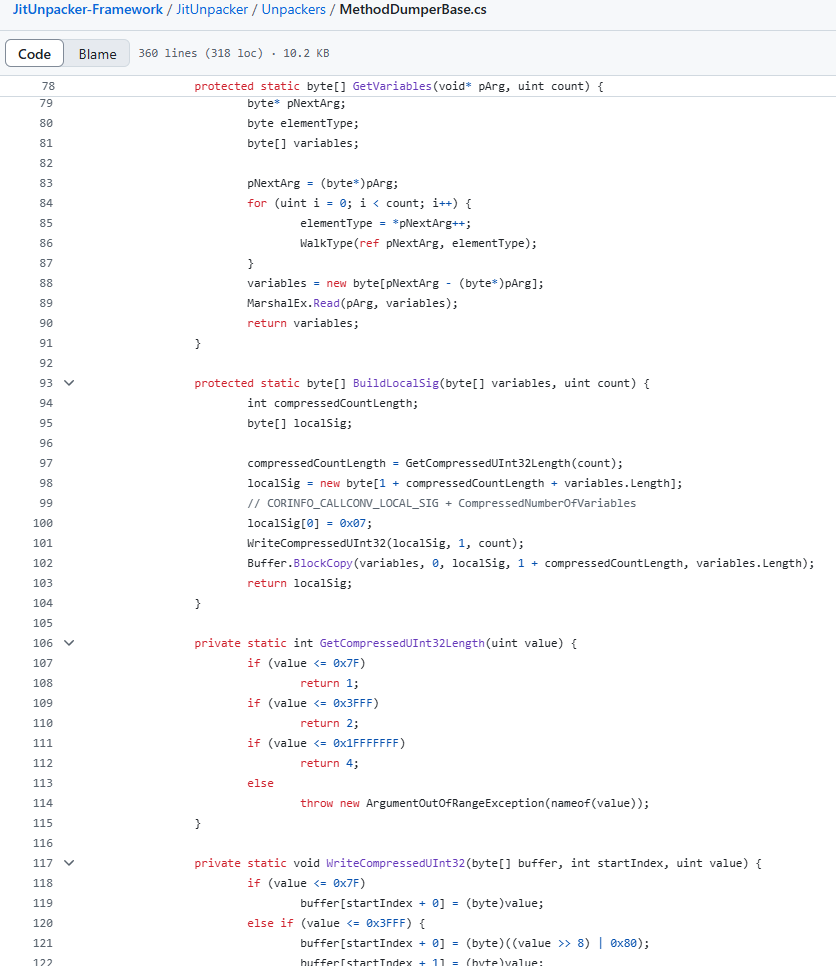 JitUnpacker-Framework / JitUnpacker / Unpackers / MethodDumperBase.cs
Code Blame 360 lines (318 loc) · 10.2 KB
78 protected static byte[] GetVariables(void* pArg, uint count) {
79 byte* pNextArg;
80 byte elementType;
81 byte[] variables;
82
83 pNextArg = (byte*)pArg;
84 for (uint i = 0; i < count; i++) {
85 elementType = *pNextArg++;
86 WalkType(ref pNextArg, elementType);
87 }
88 variables = new byte[pNextArg - (byte*)pArg];
89 MarshalEx.Read(pArg, variables);
90 return variables;
91 }
92
93 protected static byte[] BuildLocalSig(byte[] variables, uint count) {
94 int compressedCountLength;
95 byte[] localSig;
96
97 compressedCountLength = GetCompressedUInt32Length(count);
98 localSig = new byte[1 + compressedCountLength + variables.Length];
99 // CORINFO_CALLCONV_LOCAL_SIG + CompressedNumberOfVariables
100 localSig[0] = 0x07;
101 WriteCompressedUInt32(localSig, 1, count);
102 Buffer.BlockCopy(variables, 0, localSig, 1 + compressedCountLength, variables.Length);
103 return localSig;
104 }
105
106 private static int GetCompressedUInt32Length(uint value) {
107 if (value <= 0x7F)
108 return 1;
109 if (value <= 0x3FFF)
110 return 2;
111 if (value <= 0x1FFFFFFF)
112 return 4;
113 else
114 throw new ArgumentOutOfRangeException(nameof(value));
115 }
116
117 private static void WriteCompressedUInt32(byte[] buffer, int startIndex, uint value) {
118 if (value <= 0x7F)
119 buffer[startIndex + 0] = (byte)value;
120 else if (value <= 0x3FFF) {
121 buffer[startIndex + 0] = (byte)((value >> 8) | 0x80);
122 buffer[startIndex + 1] = (byte)value;